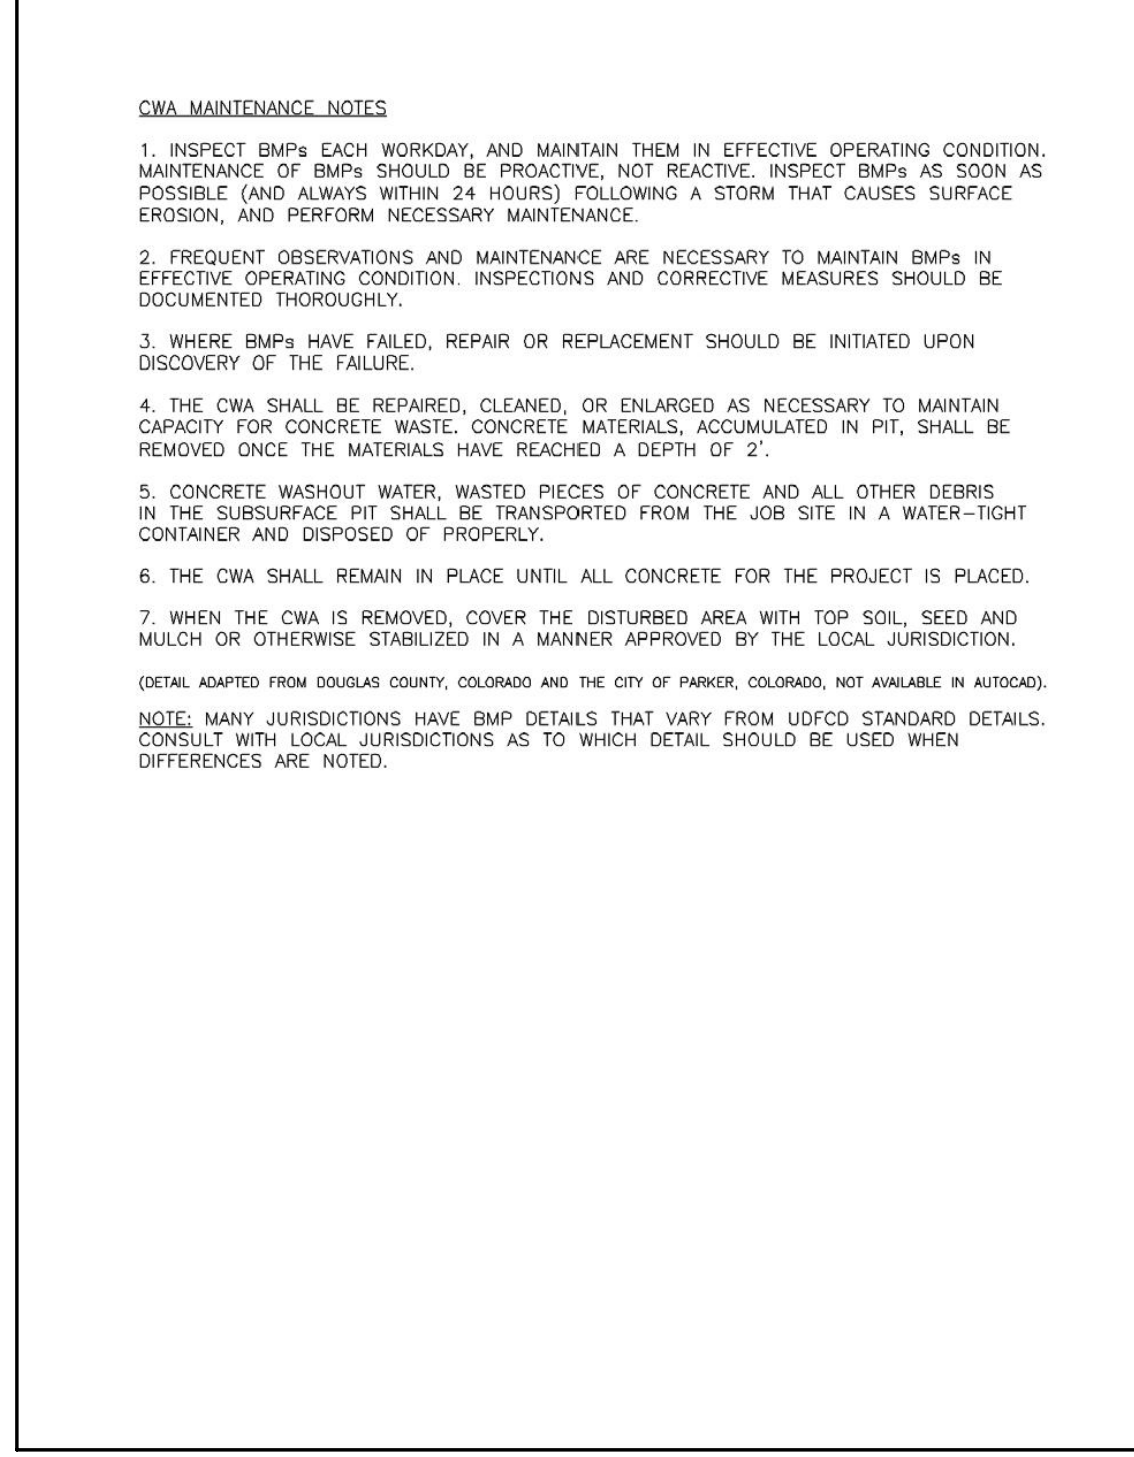 CWA MAINTENANCE NOTES
1. INSPECT BMPs EACH WORKDAY, AND MAINTAIN THEM IN EFFECTIVE OPERATING CONDITION.
MAINTENANCE OF BMPs SHOULD BE PROACTIVE, NOT REACTIVE. INSPECT BMPs AS SOON AS
POSSIBLE (AND ALWAYS WITHIN 24 HOURS) FOLLOWING A STORM THAT CAUSES SURFACE
EROSION, AND PERFORM NECESSARY MAINTENANCE.
2. FREQUENT OBSERVATIONS AND MAINTENANCE ARE NECESSARY TO MAINTAIN BMPs IN
EFFECTIVE OPERATING CONDITION. INSPECTIONS AND CORRECTIVE MEASURES SHOULD BE
DOCUMENTED THOROUGHLY.
3. WHERE BMPs HAVE FAILED, REPAIR OR REPLACEMENT SHOULD BE INITIATED UPON
DISCOVERY OF THE FAILURE.
4. THE CWA SHALL BE REPAIRED, CLEANED, OR ENLARGED AS NECESSARY TO MAINTAIN
CAPACITY FOR CONCRETE WASTE. CONCRETE MATERIALS, ACCUMULATED IN PIT, SHALL BE
REMOVED ONCE THE MATERIALS HAVE REACHED A DEPTH OF 2'.
5. CONCRETE WASHOUT WATER, WASTED PIECES OF CONCRETE AND ALL OTHER DEBRIS
IN THE SUBSURFACE PIT SHALL BE TRANSPORTED FROM THE JOB SITE IN A WATER-TIGHT
CONTAINER AND DISPOSED OF PROPERLY.
6. THE CWA SHALL REMAIN IN PLACE UNTIL ALL CONCRETE FOR THE PROJECT IS PLACED.
7. WHEN THE CWA IS REMOVED, COVER THE DISTURBED AREA WITH TOP SOIL, SEED AND
MULCH OR OTHERWISE STABILIZED IN A MANNER APPROVED BY THE LOCAL JURISDICTION.
(DETAIL ADAPTED FROM DOUGLAS COUNTY, COLORADO AND THE CITY OF PARKER, COLORADO, NOT AVAILABLE IN AUTOCAD).
NOTE: MANY JURISDICTIONS HAVE BMP DETAILS THAT VARY FROM UDFCD STANDARD DETAILS.
CONSULT WITH LOCAL JURISDICTIONS AS TO WHICH DETAIL SHOULD BE USED WHEN
DIFFERENCES ARE NOTED.